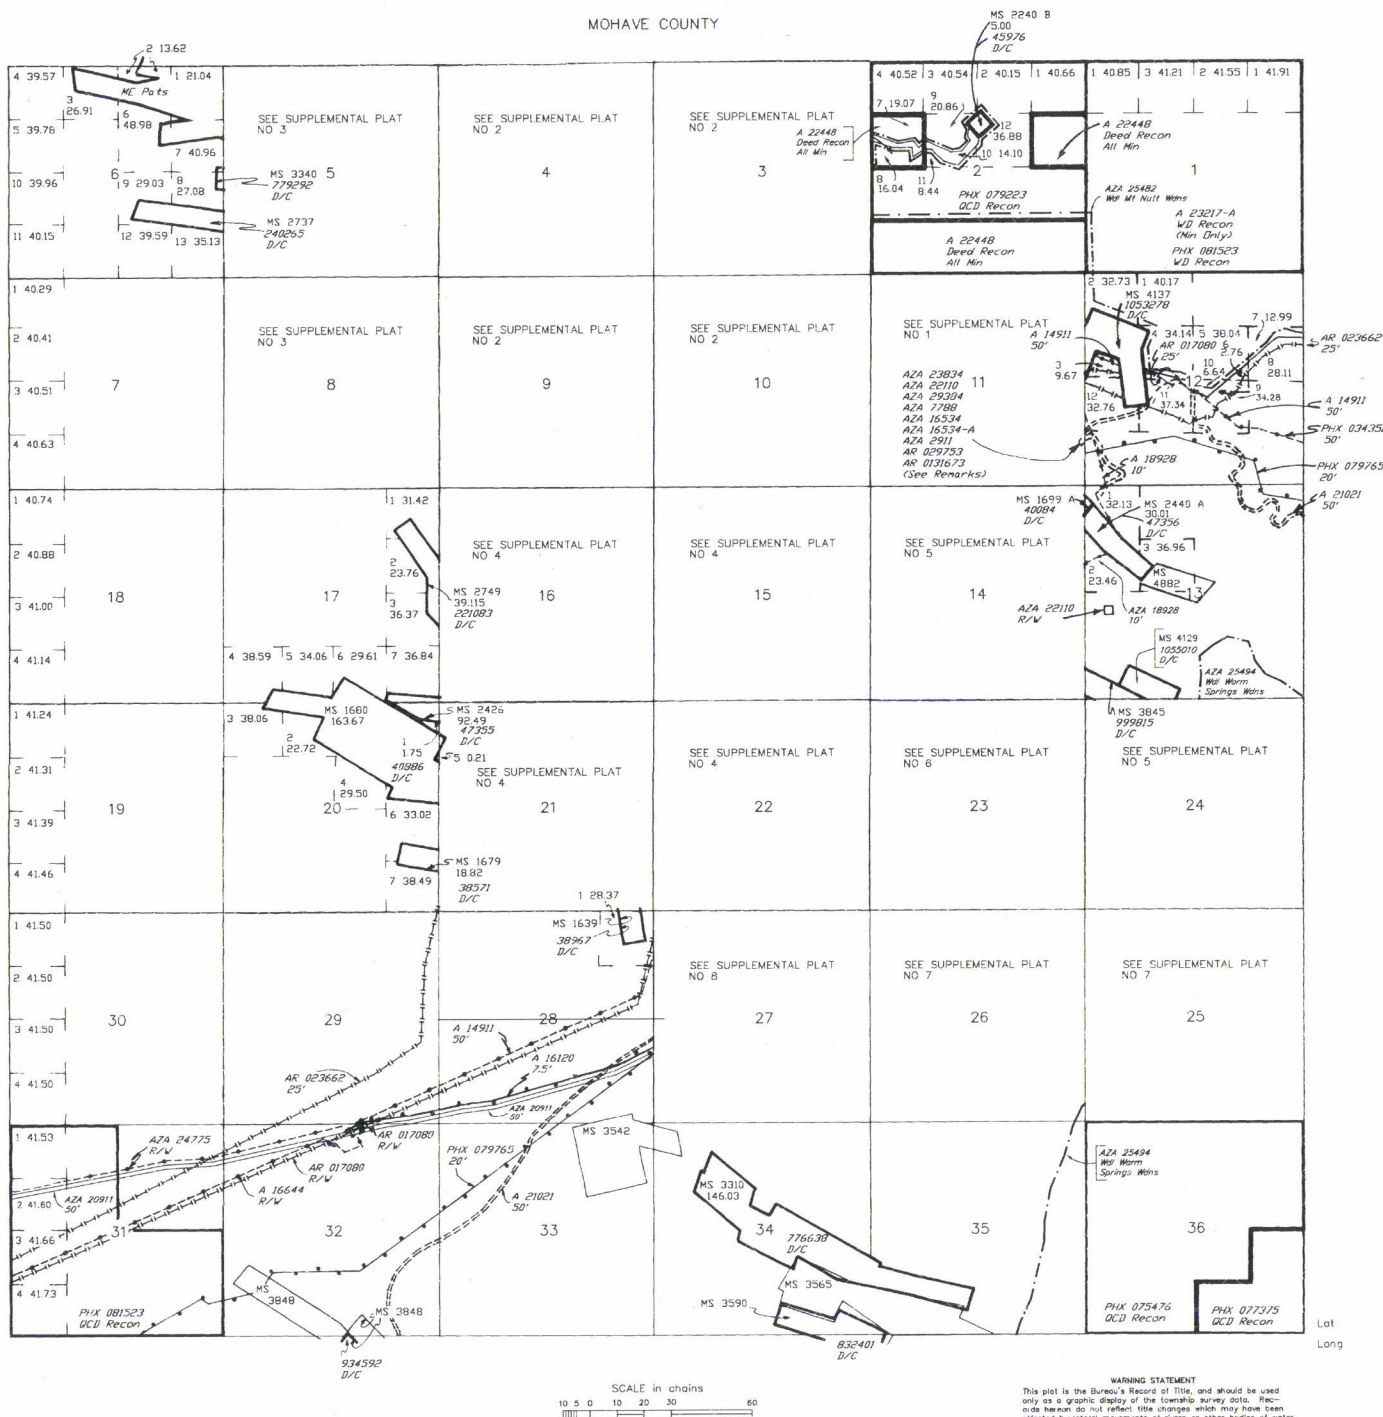 MOHAVE COUNTY
MS 2240 B
5.00
45976
D/C
2 13.62
4 39.57
1 21.04
ME Pats
3
26.91
6
48.98
5 39.76
7 40.96
10 39.96
6
9 29.03
8
27.08
MS 3340
779292
D/C
MS 2737
240265
D/C
11 40.15
12 39.59
13 35.13
SEE SUPPLEMENTAL PLAT
NO 3
5
SEE SUPPLEMENTAL PLAT
NO 2
4
SEE SUPPLEMENTAL PLAT
NO 2
3
4 40.52
3 40.54
2 40.15
1 40.66
7 19.07
9
20.86
A 22448
Deed Recon
All Min
12
36.88
10 14.10
8
16.04
11
8.44
2
PHX 079223
QCD Recon
A 22448
Deed Recon
All Min
1 40.85
3 41.21
2 41.55
1 41.91
A 22448
Deed Recon
All Min
1
AZA 25482
Wdl Mt Nutt Wdns
A 23217-A
WD Recon
(Min Only)
PHX 081523
WD Recon
1 40.29
2 40.41
3 40.51
4 40.63
7
SEE SUPPLEMENTAL PLAT
NO 3
8
SEE SUPPLEMENTAL PLAT
NO 2
9
SEE SUPPLEMENTAL PLAT
NO 2
10
SEE SUPPLEMENTAL PLAT
NO 1
A 14911
50'
11
AZA 23834
AZA 22110
AZA 29384
AZA 7788
AZA 16534
AZA 16534-A
AZA 2911
AR 029753
AR 0131673
(See Remarks)
2 32.73
1 40.17
MS 4137
1053278
D/C
7 12.99
4 34.14
5 38.04
AR 017080
25'
6
2.76
3
9.67
10
6.64
8
28.11
AR 023662
25'
12
12
32.76
11
37.34
9
34.28
A 14911
50'
PHX 034352
50'
A 18928
10'
PHX 079765
20'
A 21021
50'
1 40.74
2 40.88
3 41.00
4 41.14
18
1 31.42
2
23.76
3
36.37
17
MS 2749
39.115
221083
D/C
4 38.59
5 34.06
6 29.61
7 36.84
SEE SUPPLEMENTAL PLAT
NO 4
16
SEE SUPPLEMENTAL PLAT
NO 4
15
SEE SUPPLEMENTAL PLAT
NO 5
14
MS 1699 A
40084
D/C
1
32.13
MS 2440 A
30.01
47356
D/C
3 36.96
2
23.46
MS
4882
13
AZA 22110
R/W
AZA 18928
10'
MS 4129
1055010
D/C
AZA 25494
Wdl Warm
Springs Wdns
MS 3845
999815
D/C
1 41.24
2 41.31
3 41.39
4 41.46
19
3 38.06
2
22.72
MS 1680
163.67
MS 2426
92.49
47355
D/C
1
1.75
40886
D/C
5 0.21
4
29.50
20
6 33.02
MS 1679
18.82
38571
D/C
7 38.49
SEE SUPPLEMENTAL PLAT
NO 4
21
SEE SUPPLEMENTAL PLAT
NO 4
22
SEE SUPPLEMENTAL PLAT
NO 6
23
SEE SUPPLEMENTAL PLAT
NO 5
24
1 41.50
2 41.50
3 41.50
4 41.50
30
29
1 28.37
MS 1639
38967
D/C
28
SEE SUPPLEMENTAL PLAT
NO 8
27
SEE SUPPLEMENTAL PLAT
NO 7
26
SEE SUPPLEMENTAL PLAT
NO 7
25
A 14911
50'
A 16120
7.5'
AR 023662
25'
AZA 20911
50'
1 41.53
AZA 24775
R/W
AR 017080
R/W
AR 017080
R/W
A 16644
R/W
AZA 20911
50'
2 41.60
3 41.66
4 41.73
31
PHX 081523
QCD Recon
32
PHX 079765
20'
A 21021
50'
MS
3848
MS 3848
934592
D/C
MS 3542
33
MS 3310
146.03
34
776638
D/C
MS 3565
MS 3590
832401
D/C
35
AZA 25494
Wdl Warm
Springs Wdns
36
PHX 075476
QCD Recon
PHX 077375
QCD Recon
Lat
Long
SCALE in chains
10 5 0 10 20 30 40 60
WARNING STATEMENT
This plat is the Bureau's Record of Title, and should be used
only as a graphic display of the township survey data. Rec-
ords hereon do not reflect title changes which may have been